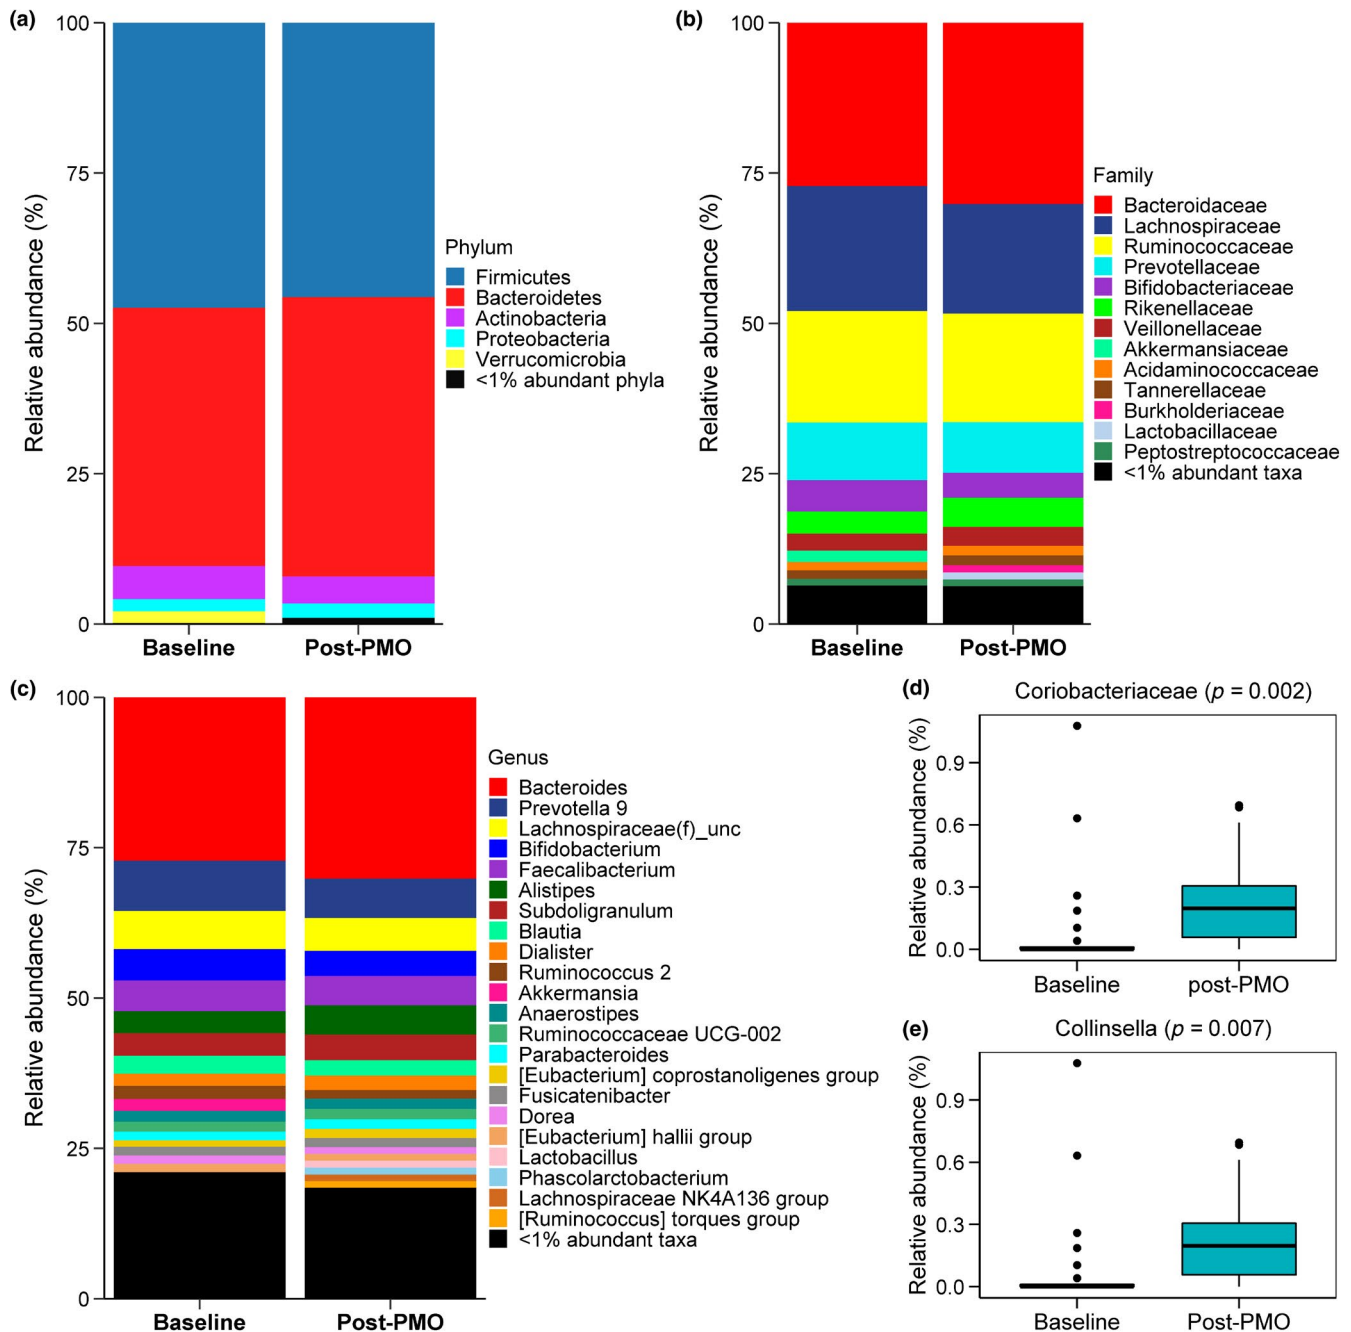 (a)
100
75
50
25
0
Relative abundance (%)
Baseline
Post-PMO
Phylum
Firmicutes
Bacteroidetes
Actinobacteria
Proteobacteria
Verrucomicrobia
<1% abundant phyla
(b)
100
75
50
25
0
Relative abundance (%)
Baseline
Post-PMO
Family
Bacteroidaceae
Lachnospiraceae
Ruminococcaceae
Prevotellaceae
Bifidobacteriaceae
Rikenellaceae
Veillonellaceae
Akkermansiaceae
Acidaminococcaceae
Tannerellaceae
Burkholderiaceae
Lactobacillaceae
Peptostreptococcaceae
<1% abundant taxa
(c)
100
75
50
25
0
Relative abundance (%)
Baseline
Post-PMO
Genus
Bacteroides
Prevotella 9
Lachnospiraceae(f)_unc
Bifidobacterium
Faecalibacterium
Alistipes
Subdoligranulum
Blautia
Dialister
Ruminococcus 2
Akkermansia
Anaerostipes
Ruminococcaceae UCG-002
Parabacteroides
[Eubacterium] coprostanoligenes group
Fusicatenibacter
Dorea
[Eubacterium] hallii group
Lactobacillus
Phascolarctobacterium
Lachnospiraceae NK4A136 group
[Ruminococcus] torques group
<1% abundant taxa
(d)
Coriobacteriaceae (p = 0.002)
Relative abundance (%)
0.9
0.6
0.3
0.0
Baseline
post-PMO
(e)
Collinsella (p = 0.007)
Relative abundance (%)
0.9
0.6
0.3
0.0
Baseline
Post-PMO